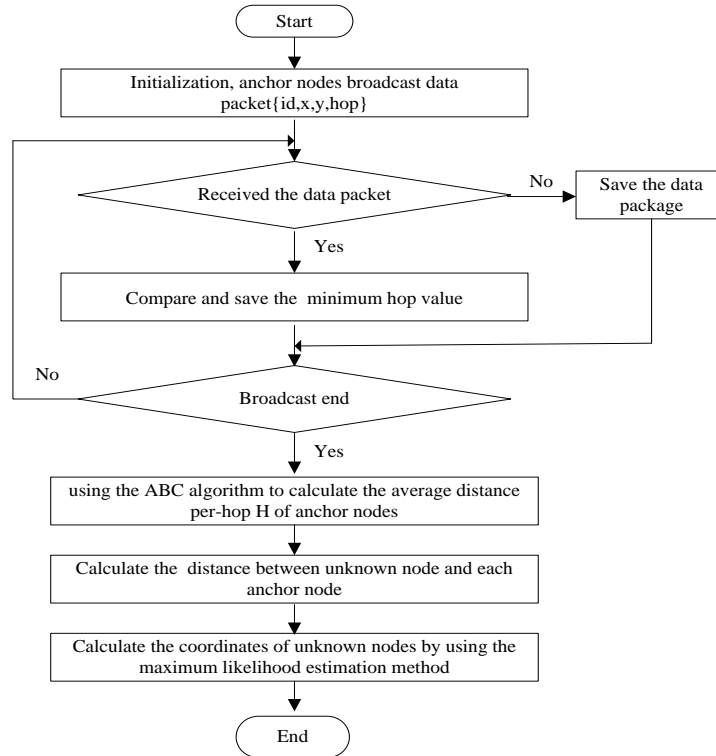 Start
Initialization, anchor nodes broadcast data
packet{id,x,y,hop}
Received the data packet
No
Save the data
package
Yes
Compare and save the minimum hop value
No
Broadcast end
Yes
using the ABC algorithm to calculate the average distance
per-hop H of anchor nodes
Calculate the distance between unknown node and each
anchor node
Calculate the coordinates of unknown nodes by using the
maximum likelihood estimation method
End